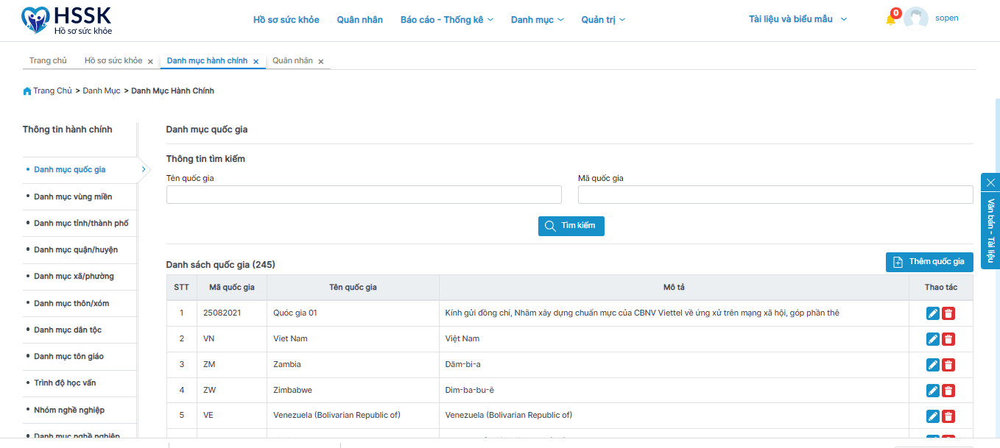 HSSK
Hồ sơ sức khỏe
Hồ sơ sức khỏe Quân nhân Báo cáo - Thống kê Danh mục Quản trị Tài liệu và biểu mẫu 0 sopen
Trang chủ Hồ sơ sức khỏe Danh mục hành chính Quân nhân
Trang Chủ > Danh Mục > Danh Mục Hành Chính
Thông tin hành chính
Danh mục quốc gia
Danh mục vùng miền
Danh mục tỉnh/thành phố
Danh mục quận/huyện
Danh mục xã/phường
Danh mục thôn/xóm
Danh mục dân tộc
Danh mục tôn giáo
Trình độ học vấn
Nhóm nghề nghiệp
Danh mục nghề nghiệp
Danh mục quốc gia
Thông tin tìm kiếm
Tên quốc gia Mã quốc gia
Tìm kiếm
Danh sách quốc gia (245) Thêm quốc gia
STT Mã quốc gia Tên quốc gia Mô tả Thao tác
1 25082021 Quốc gia 01 Kính gửi đồng chí, Nhằm xây dựng chuẩn mực của CBNV Viettel về ứng xử trên mạng xã hội, góp phần thê
2 VN Viet Nam Việt Nam
3 ZM Zambia Dăm-bi-a
4 ZW Zimbabwe Dim-ba-bu-ê
5 VE Venezuela (Bolivarian Republic of) Venezuela (Bolivarian Republic of)
Văn bản - Tài liệu